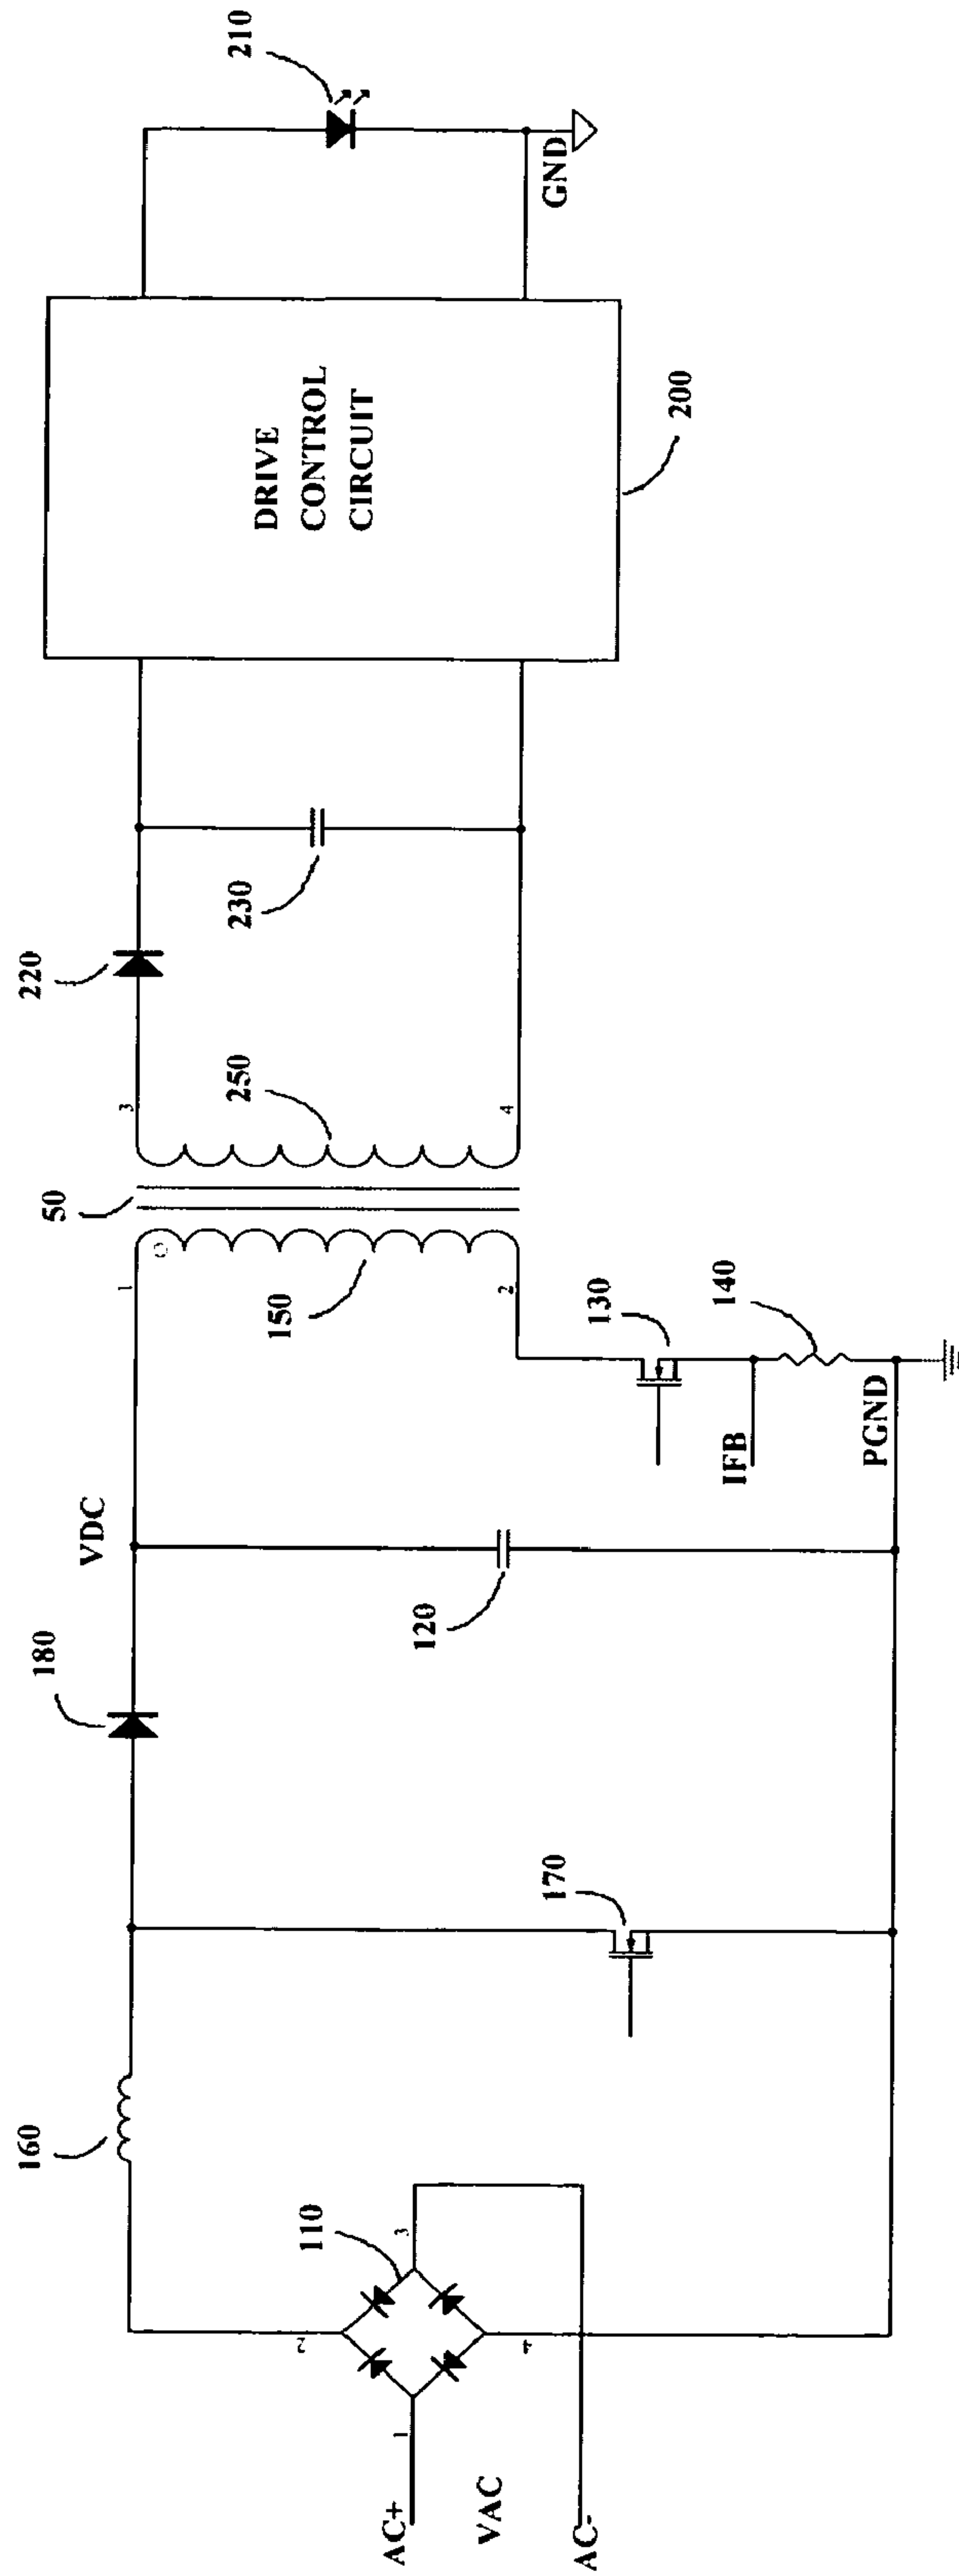 AC+
VAC
AC-
1
2
3
4
110
160
170
180
VDC
120
IFB
PGND
130
140
1
2
150
50
250
3
4
220
230
DRIVE
CONTROL
CIRCUIT
200
GND
210